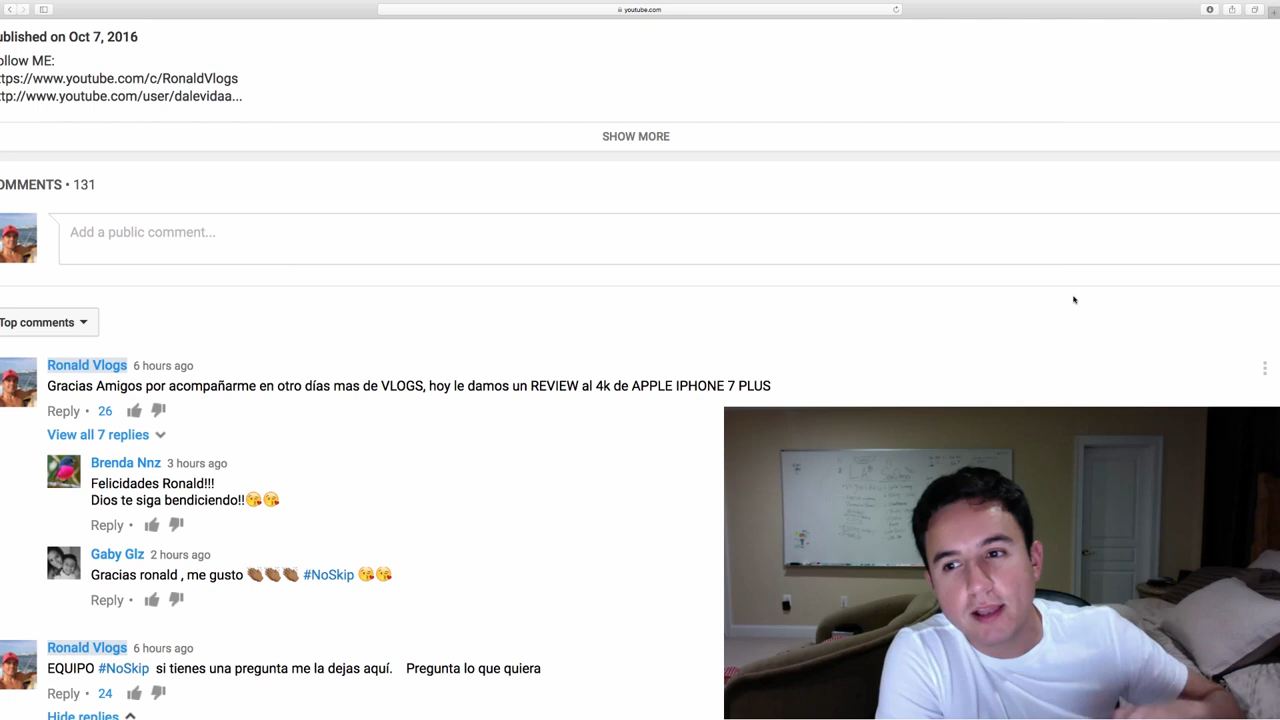 youtube.com
ublished on Oct 7, 2016
ollow ME:
ttps://www.youtube.com/c/RonaldVlogs
ttp://www.youtube.com/user/dalevidaa...
SHOW MORE
OMMENTS • 131
Add a public comment...
Top comments
Ronald Vlogs 6 hours ago
Gracias Amigos por acompañarme en otro días mas de VLOGS, hoy le damos un REVIEW al 4k de APPLE IPHONE 7 PLUS
Reply • 26
View all 7 replies
Brenda Nnz 3 hours ago
Felicidades Ronald!!!
Dios te siga bendiciendo!!😘😘
Reply •
Gaby Glz 2 hours ago
Gracias ronald , me gusto 👏🏾👏🏾👏🏾 #NoSkip 😘😘
Reply •
Ronald Vlogs 6 hours ago
EQUIPO #NoSkip si tienes una pregunta me la dejas aquí. Pregunta lo que quiera
Reply • 24
Hide replies